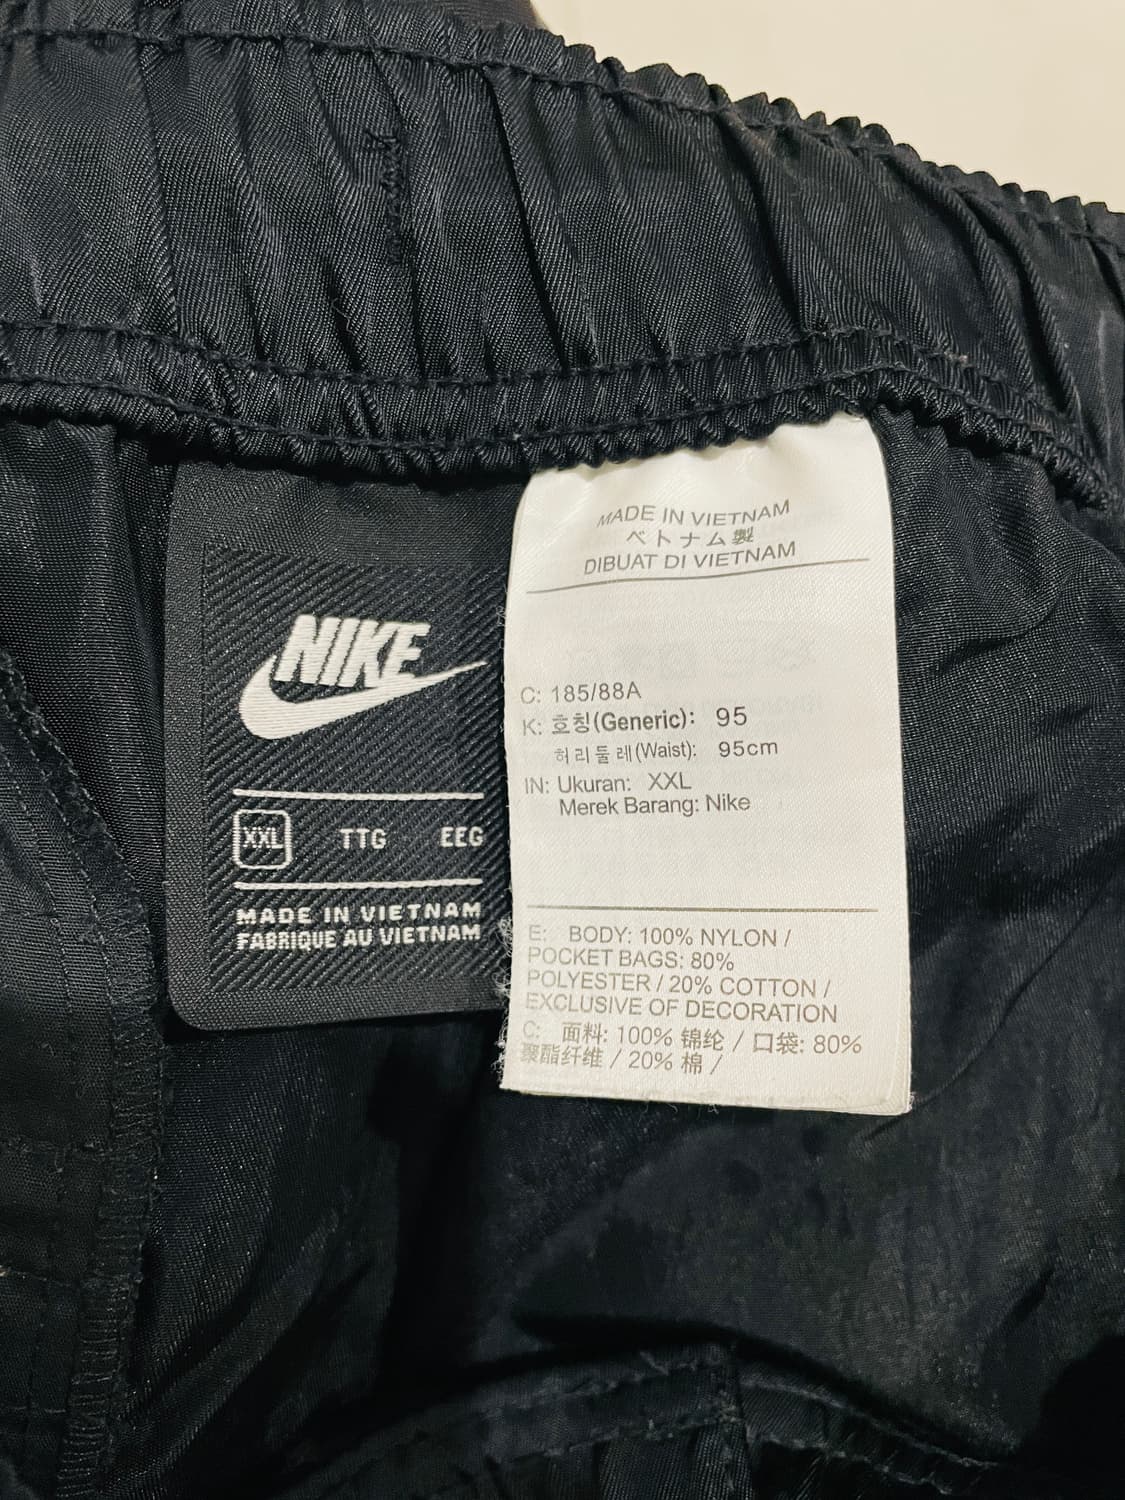 NIKE
XXL TTG EEG
MADE IN VIETNAM
FABRIQUE AU VIETNAM
MADE IN VIETNAM
ベトナム製
DIBUAT DI VIETNAM
C: 185/88A
K: 호칭(Generic): 95
허리둘레(Waist): 95cm
IN: Ukuran: XXL
Merek Barang: Nike
E: BODY: 100% NYLON /
POCKET BAGS: 80%
POLYESTER / 20% COTTON /
EXCLUSIVE OF DECORATION
C: 面料: 100% 锦纶 / 口袋: 80%
聚酯纤维 / 20% 棉 /